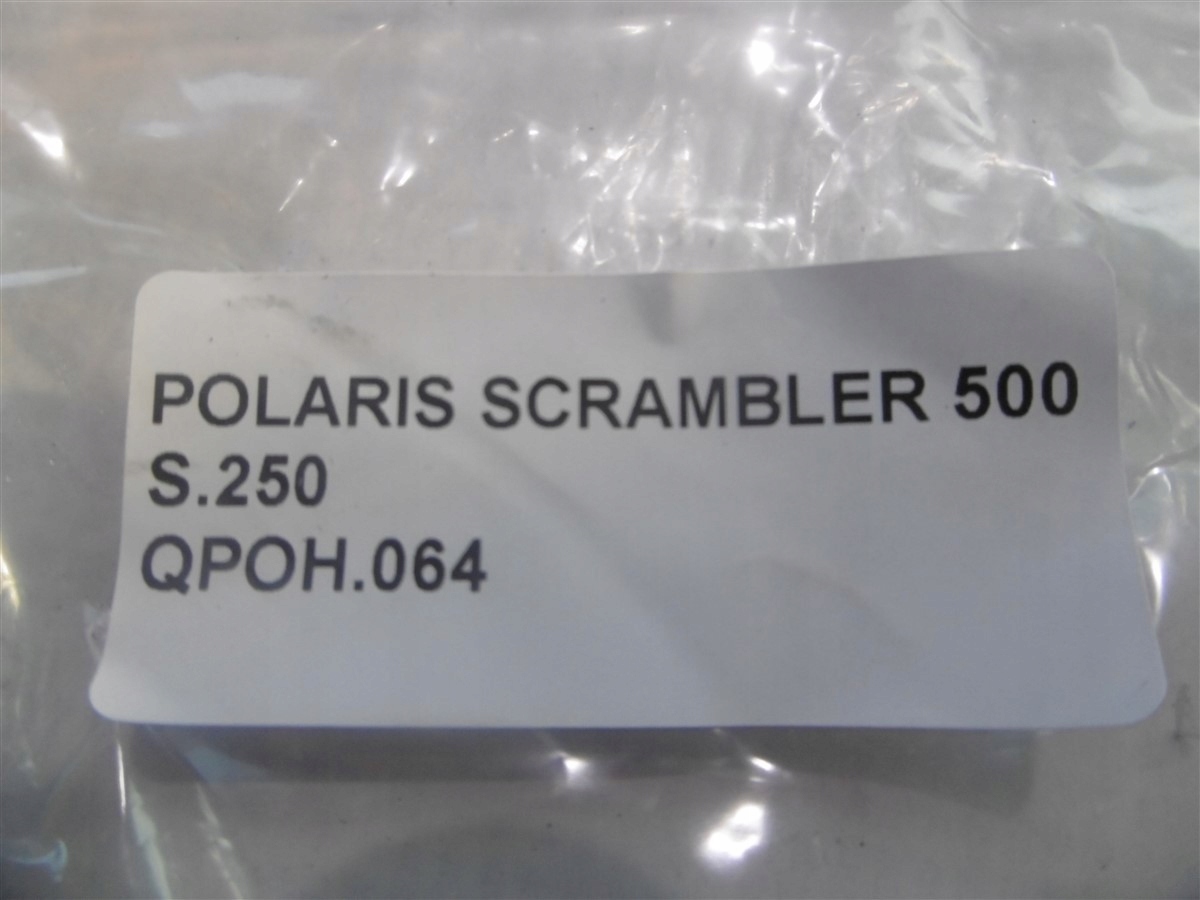 POLARIS SCRAMBLER 500
S.250
QPOH.064